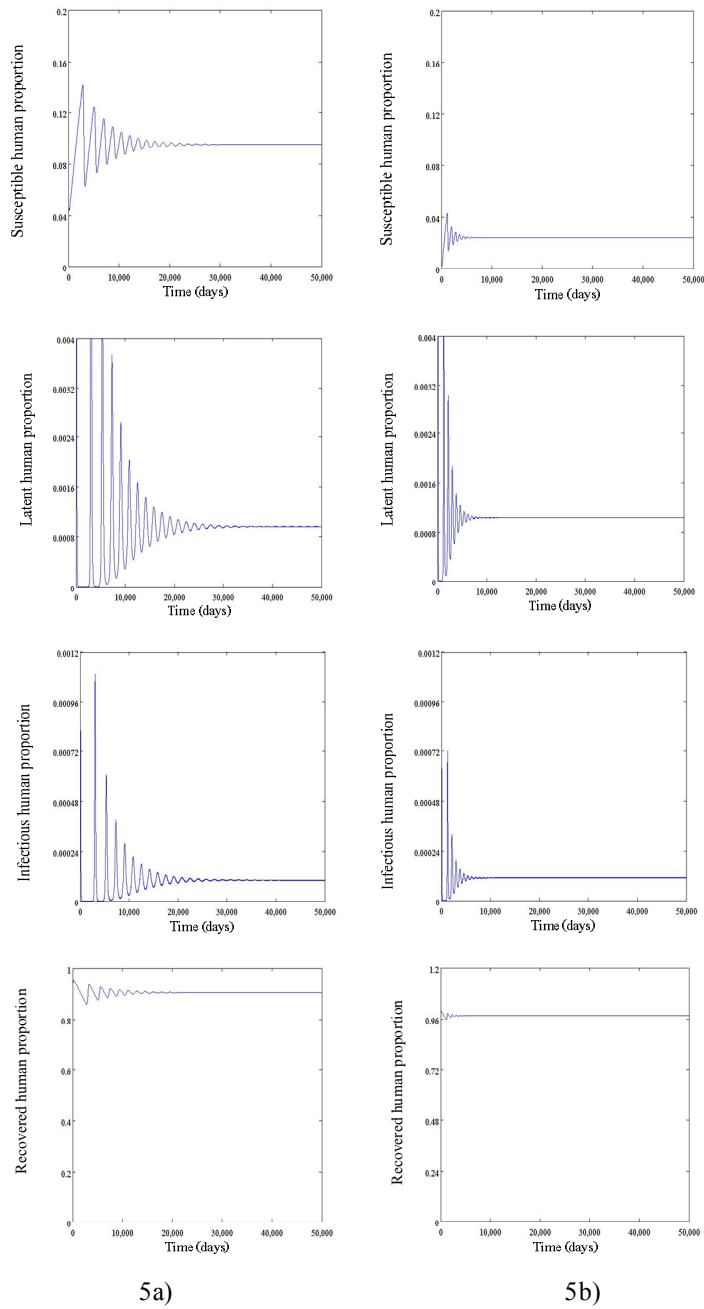 0.2
0.16
0.12
0.08
0.04
0
Susceptible human proportion
0 10,000 20,000 30,000 40,000 50,000
Time (days)
0.2
0.16
0.12
0.08
0.04
0
Susceptible human proportion
0 10,000 20,000 30,000 40,000 50,000
Time (days)
0.004
0.0032
0.0024
0.0016
0.0008
0
Latent human proportion
0 10,000 20,000 30,000 40,000 50,000
Time (days)
0.004
0.0032
0.0024
0.0016
0.0008
0
Latent human proportion
0 10,000 20,000 30,000 40,000 50,000
Time (days)
0.0012
0.00096
0.00072
0.00048
0.00024
0
Infectious human proportion
0 10,000 20,000 30,000 40,000 50,000
Time (days)
0.0012
0.00096
0.00072
0.00048
0.00024
0
Infectious human proportion
0 10,000 20,000 30,000 40,000 50,000
Time (days)
1
0.8
0.6
0.4
0.2
0
Recovered human proportion
0 10,000 20,000 30,000 40,000 50,000
Time (days)
1.2
0.96
0.72
0.48
0.24
0
Recovered human proportion
0 10,000 20,000 30,000 40,000 50,000
Time (days)
5a)
5b)